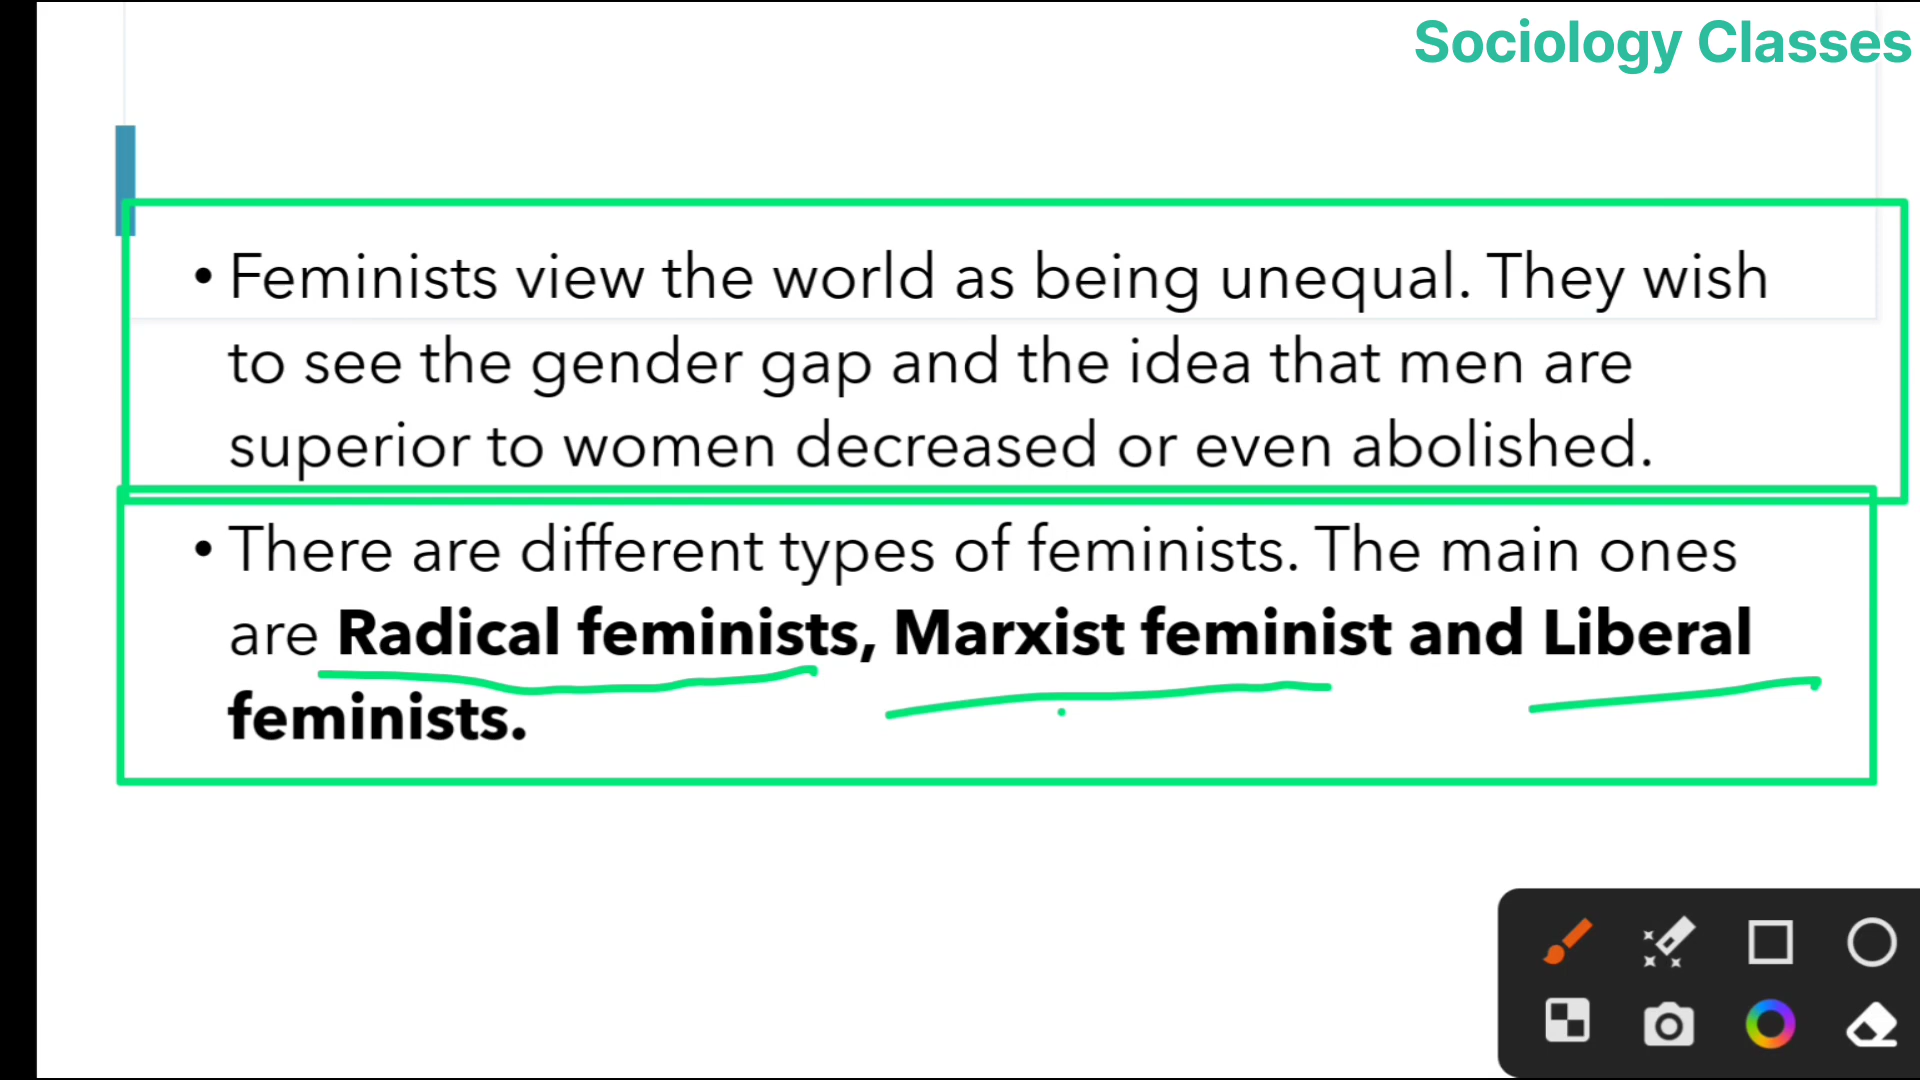 Sociology Classes
• Feminists view the world as being unequal. They wish
to see the gender gap and the idea that men are
superior to women decreased or even abolished.
• There are different types of feminists. The main ones
are Radical feminists, Marxist feminist and Liberal
feminists.